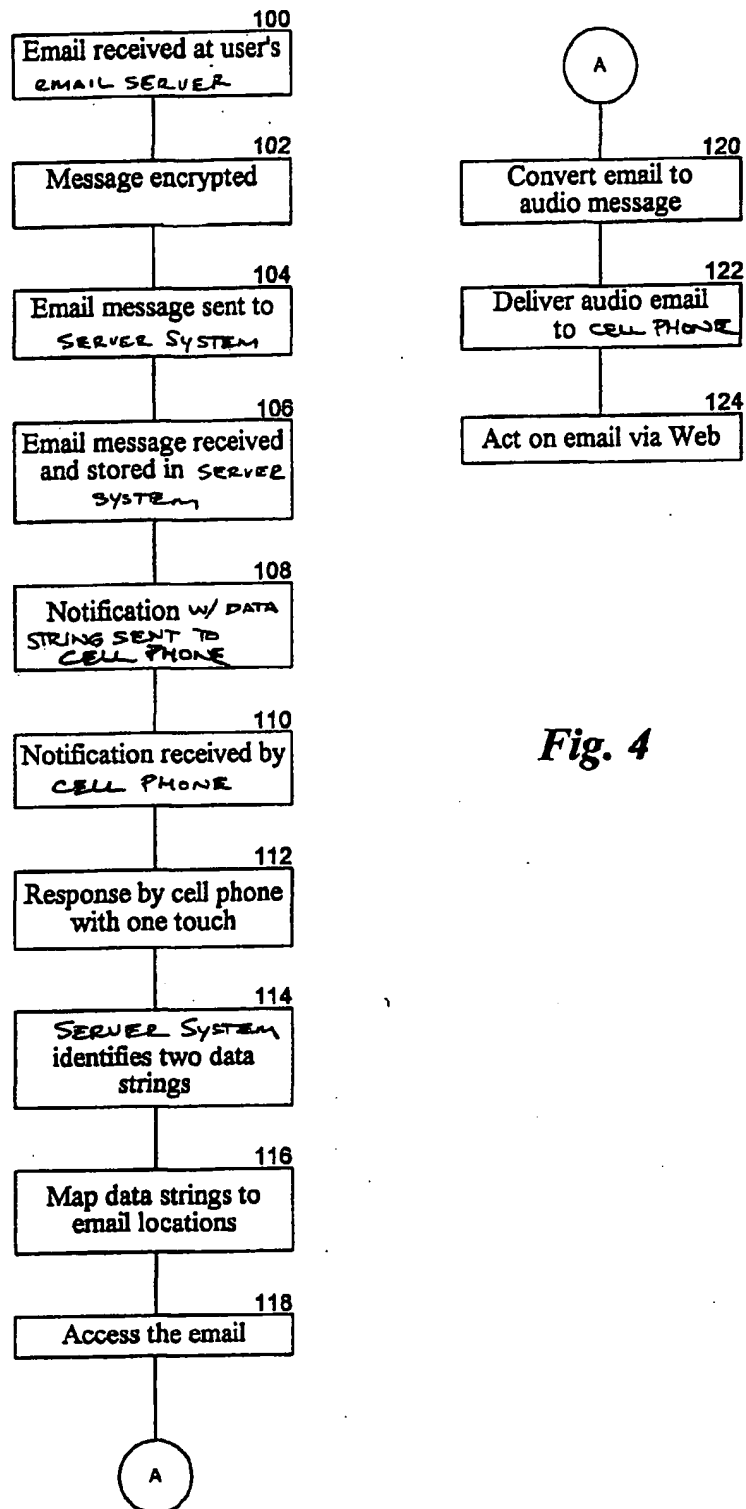 100
Email received at user's
EMAIL SERVER
102
Message encrypted
104
Email message sent to
SERVER SYSTEM
106
Email message received
and stored in SERVER
SYSTEM
108
Notification W/ DATA
STRING SENT TO
CELL PHONE
110
Notification received by
CELL PHONE
112
Response by cell phone
with one touch
114
SERVER SYSTEM
identifies two data
strings
116
Map data strings to
email locations
118
Access the email
A
A
120
Convert email to
audio message
122
Deliver audio email
to CELL PHONE
124
Act on email via Web
Fig. 4